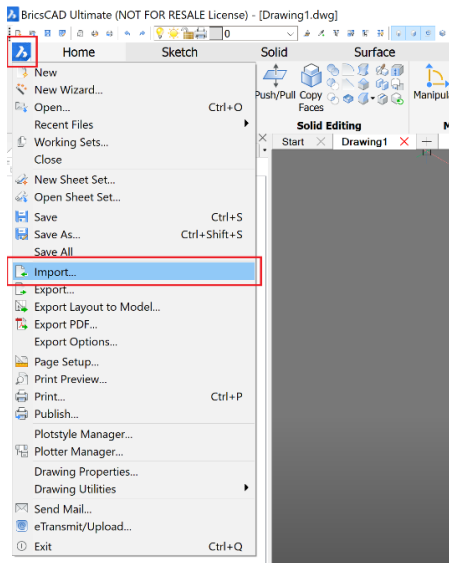 BricsCAD Ultimate (NOT FOR RESALE License) - [Drawing1.dwg]
0
Home Sketch Solid Surface
New
New Wizard...
Open... Ctrl+O
Recent Files
Working Sets...
Close
New Sheet Set...
Open Sheet Set...
Save Ctrl+S
Save As... Ctrl+Shift+S
Save All
Import...
Export...
Export Layout to Model...
Export PDF...
Export Options...
Page Setup...
Print Preview...
Print... Ctrl+P
Publish...
Plotstyle Manager...
Plotter Manager...
Drawing Properties...
Drawing Utilities
Send Mail...
eTransmit/Upload...
Exit Ctrl+Q
Push/Pull Copy Faces
Manipul
Solid Editing
M
Start Drawing1